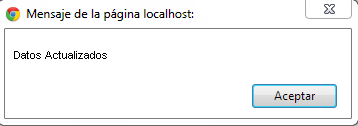 Mensaje de la página localhost:
Datos Actualizados
Aceptar